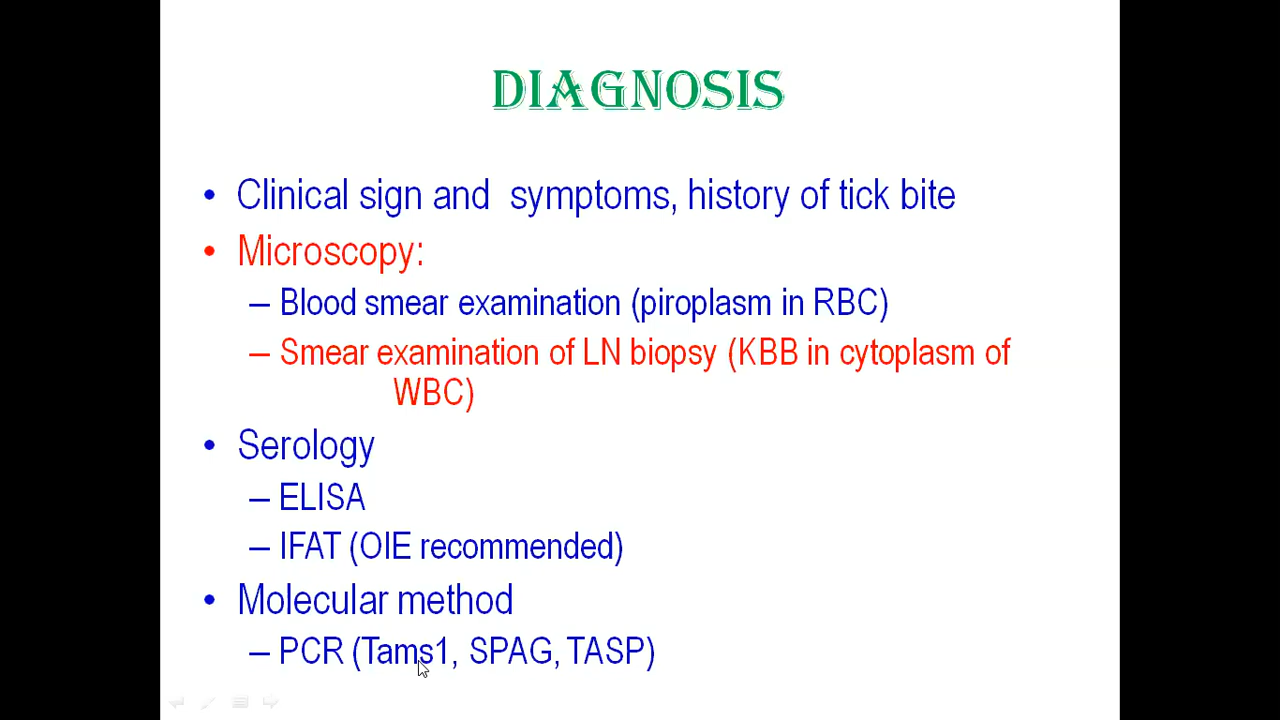 DIAGNOSIS
• Clinical sign and symptoms, history of tick bite
• Microscopy:
– Blood smear examination (piroplasm in RBC)
– Smear examination of LN biopsy (KBB in cytoplasm of
WBC)
• Serology
– ELISA
– IFAT (OIE recommended)
• Molecular method
– PCR (Tams1, SPAG, TASP)